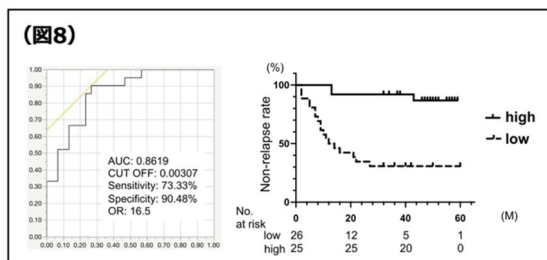 (図8)
1.00
0.90
0.80
0.70
0.60
0.50
0.40
0.30
0.20
0.10
0.00
0.00 0.10 0.20 0.30 0.40 0.50 0.60 0.70 0.80 0.90 1.00
AUC: 0.8619
CUT OFF: 0.00307
Sensitivity: 73.33%
Specificity: 90.48%
OR: 16.5
(%)
Non-relapse rate
100
50
0
0 20 40 60 (M)
high
low
No.
at risk
low 26 12 5 1
high 25 25 20 0